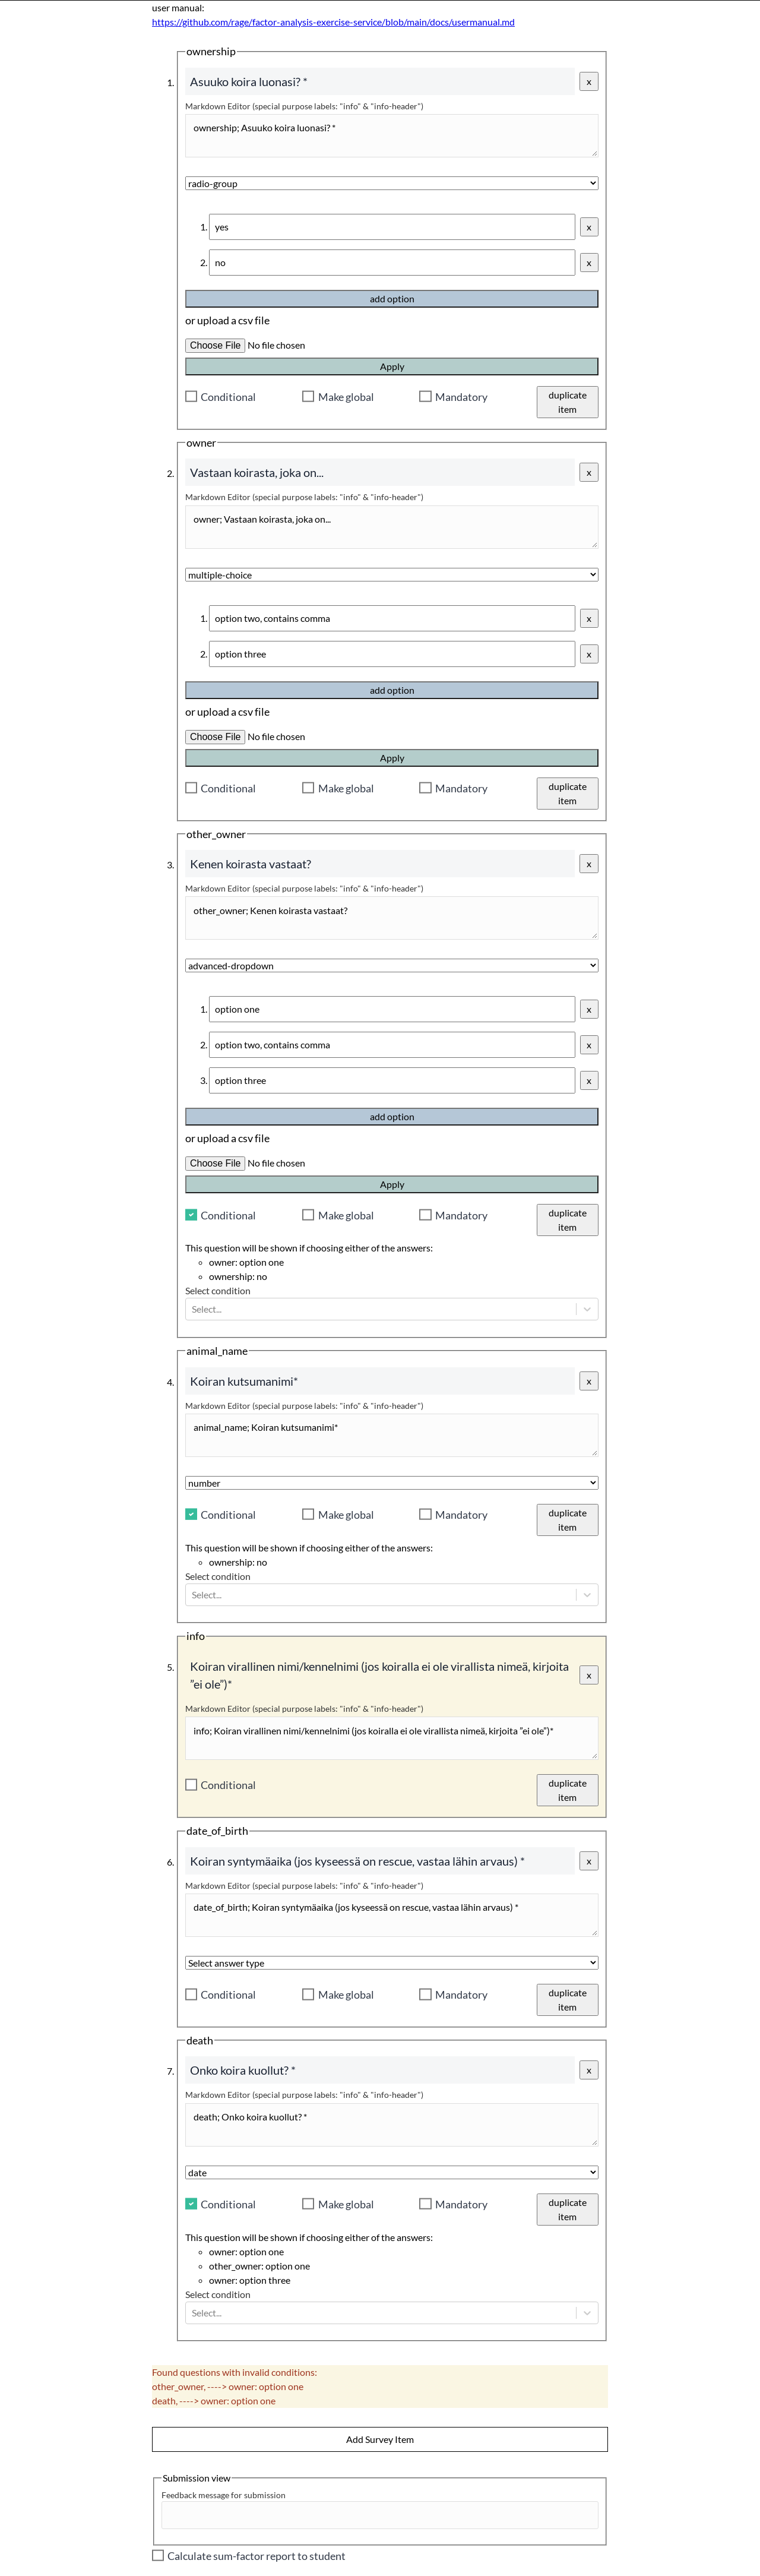 user manual:
https://github.com/rage/factor-analysis-exercise-service/blob/main/docs/usermanual.md
ownership
1. Asuuko koira luonasi? * x
Markdown Editor (special purpose labels: "info" & "info-header")
ownership; Asuuko koira luonasi? *
radio-group
1. yes x
2. no x
add option
or upload a csv file
Choose File No file chosen
Apply
Conditional Make global Mandatory duplicate
item
owner
2. Vastaan koirasta, joka on... x
Markdown Editor (special purpose labels: "info" & "info-header")
owner; Vastaan koirasta, joka on...
multiple-choice
1. option two, contains comma x
2. option three x
add option
or upload a csv file
Choose File No file chosen
Apply
Conditional Make global Mandatory duplicate
item
other_owner
3. Kenen koirasta vastaat? x
Markdown Editor (special purpose labels: "info" & "info-header")
other_owner; Kenen koirasta vastaat?
advanced-dropdown
1. option one x
2. option two, contains comma x
3. option three x
add option
or upload a csv file
Choose File No file chosen
Apply
Conditional Make global Mandatory duplicate
item
This question will be shown if choosing either of the answers:
owner: option one
ownership: no
Select condition
Select...
animal_name
4. Koiran kutsumanimi* x
Markdown Editor (special purpose labels: "info" & "info-header")
animal_name; Koiran kutsumanimi*
number
Conditional Make global Mandatory duplicate
item
This question will be shown if choosing either of the answers:
ownership: no
Select condition
Select...
info
5. Koiran virallinen nimi/kennelnimi (jos koiralla ei ole virallista nimeä, kirjoita x
”ei ole”)*
Markdown Editor (special purpose labels: "info" & "info-header")
info; Koiran virallinen nimi/kennelnimi (jos koiralla ei ole virallista nimeä, kirjoita ”ei ole”)*
Conditional duplicate
item
date_of_birth
6. Koiran syntymäaika (jos kyseessä on rescue, vastaa lähin arvaus) * x
Markdown Editor (special purpose labels: "info" & "info-header")
date_of_birth; Koiran syntymäaika (jos kyseessä on rescue, vastaa lähin arvaus) *
Select answer type
Conditional Make global Mandatory duplicate
item
death
7. Onko koira kuollut? * x
Markdown Editor (special purpose labels: "info" & "info-header")
death; Onko koira kuollut? *
date
Conditional Make global Mandatory duplicate
item
This question will be shown if choosing either of the answers:
owner: option one
other_owner: option one
owner: option three
Select condition
Select...
Found questions with invalid conditions:
other_owner, ----> owner: option one
death, ----> owner: option one
Add Survey Item
Submission view
Feedback message for submission
Calculate sum-factor report to student